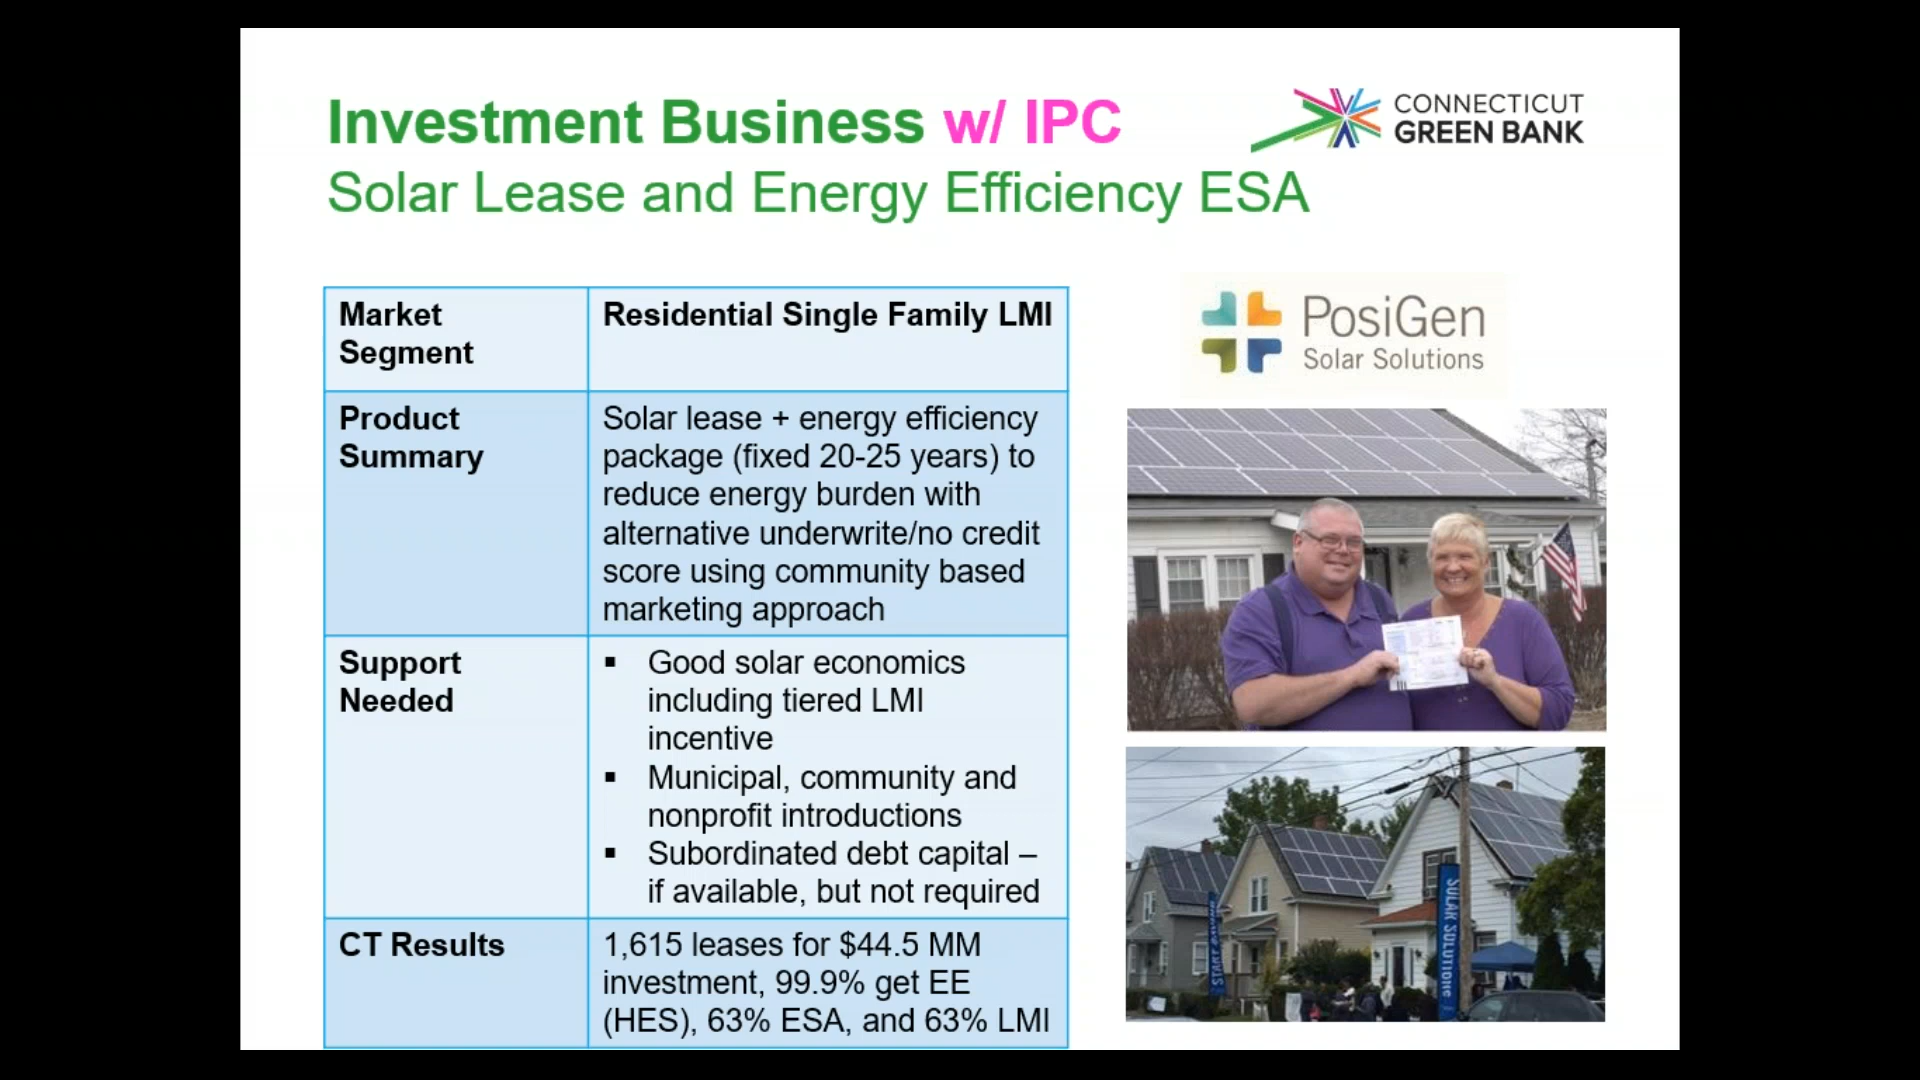 Investment Business w/ IPC
Solar Lease and Energy Efficiency ESA
CONNECTICUT
GREEN BANK
Market
Segment
Residential Single Family LMI
Product
Summary
Solar lease + energy efficiency
package (fixed 20-25 years) to
reduce energy burden with
alternative underwrite/no credit
score using community based
marketing approach
Support
Needed
▪ Good solar economics
including tiered LMI
incentive
▪ Municipal, community and
nonprofit introductions
▪ Subordinated debt capital –
if available, but not required
CT Results
1,615 leases for $44.5 MM
investment, 99.9% get EE
(HES), 63% ESA, and 63% LMI
PosiGen
Solar Solutions
SOLAR SOLUTIONS